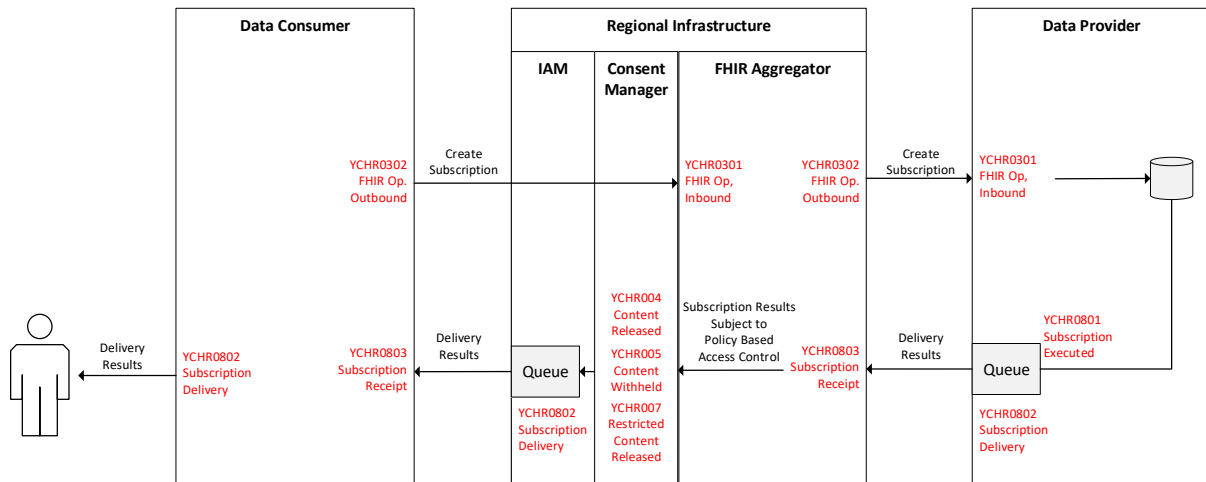 Data Consumer
Regional Infrastructure
Data Provider
IAM
Consent
Manager
FHIR Aggregator
YCHR0302
FHIR Op.
Outbound
Create
Subscription
YCHR0301
FHIR Op,
Inbound
YCHR0302
FHIR Op.
Outbound
Create
Subscription
YCHR0301
FHIR Op,
Inbound
Delivery
Results
YCHR0802
Subscription
Delivery
YCHR0803
Subscription
Receipt
Delivery
Results
Queue
YCHR0802
Subscription
Delivery
YCHR004
Content
Released
YCHR005
Content
Withheld
YCHR007
Restricted
Content
Released
Subscription Results
Subject to
Policy Based
Access Control
YCHR0803
Subscription
Receipt
Delivery
Results
Queue
YCHR0801
Subscription
Executed
YCHR0802
Subscription
Delivery